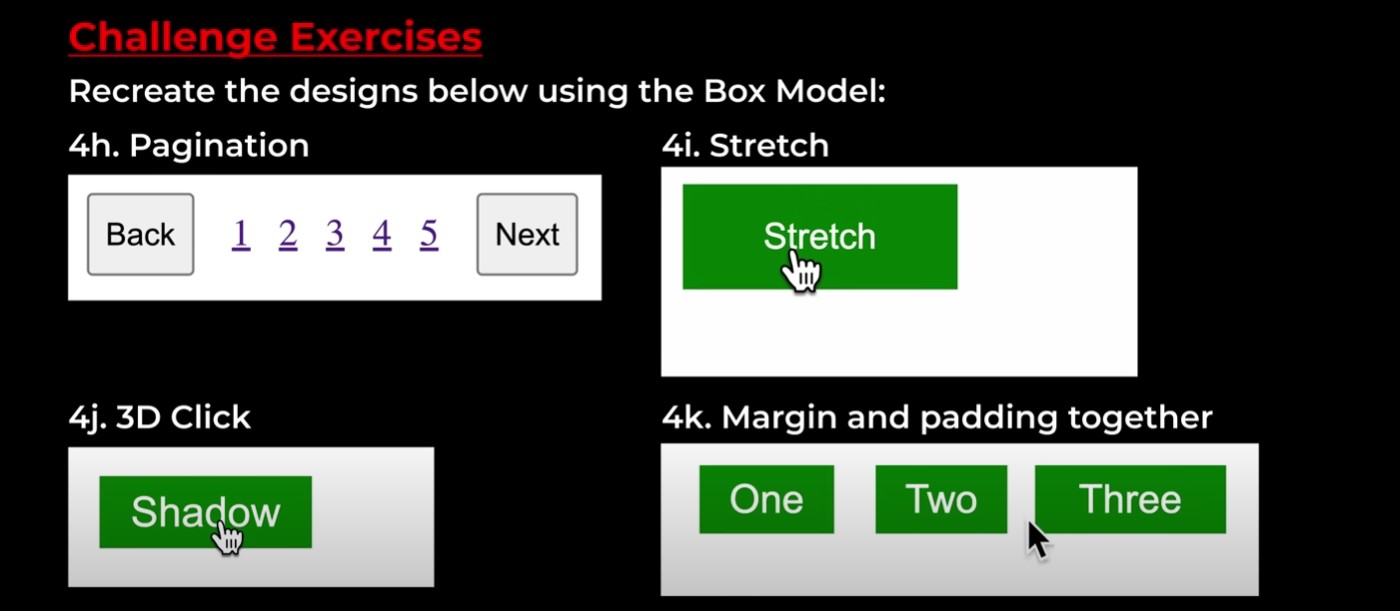 Challenge Exercises
Recreate the designs below using the Box Model:
4h. Pagination
Back 1 2 3 4 5 Next
4i. Stretch
Stretch
4j. 3D Click
Shadow
4k. Margin and padding together
One Two Three